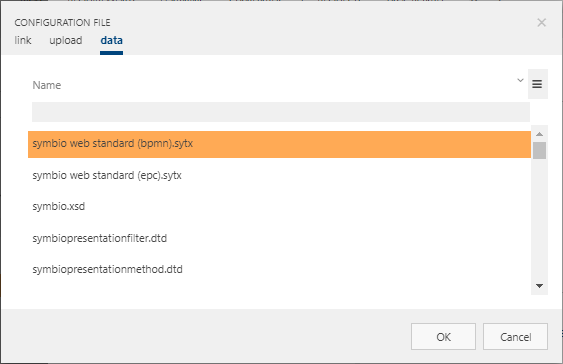 CONFIGURATION FILE
link upload data
Name
symbio web standard (bpmn).sytx
symbio web standard (epc).sytx
symbio.xsd
symbiopresentationfilter.dtd
symbiopresentationmethod.dtd
OK Cancel